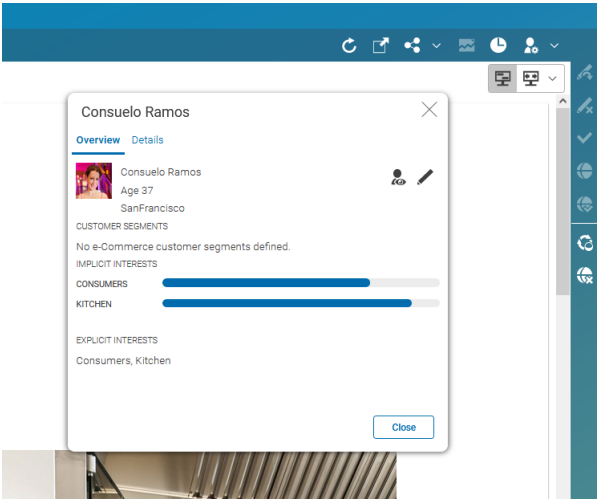 Consuelo Ramos
Overview Details
Consuelo Ramos
Age 37
SanFrancisco
CUSTOMER SEGMENTS
No e-Commerce customer segments defined.
IMPLICIT INTERESTS
CONSUMERS
KITCHEN
EXPLICIT INTERESTS
Consumers, Kitchen
Close